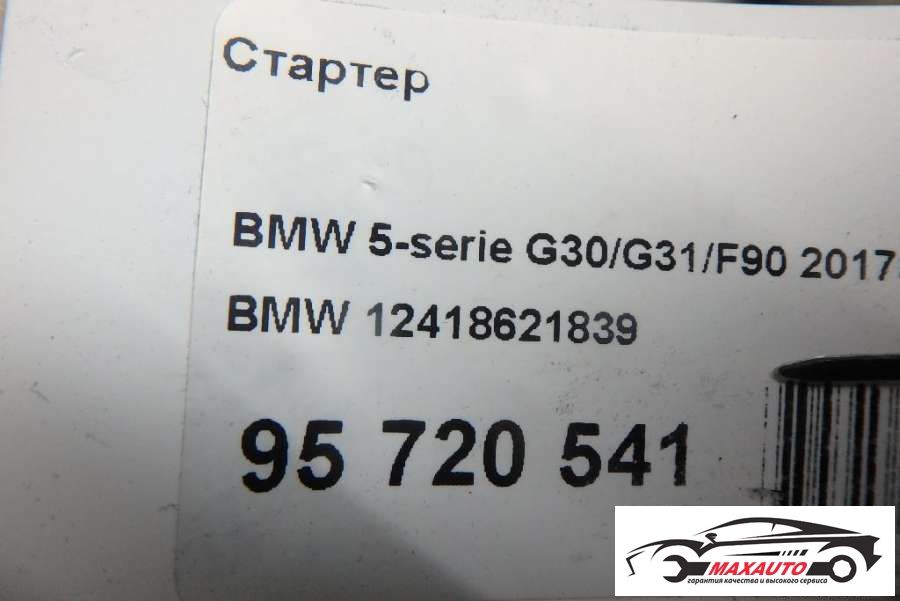 Стартер
BMW 5-serie G30/G31/F90 2017
BMW 12418621839
95 720 541
MAXAUTO
гарантия качества и высокого сервиса